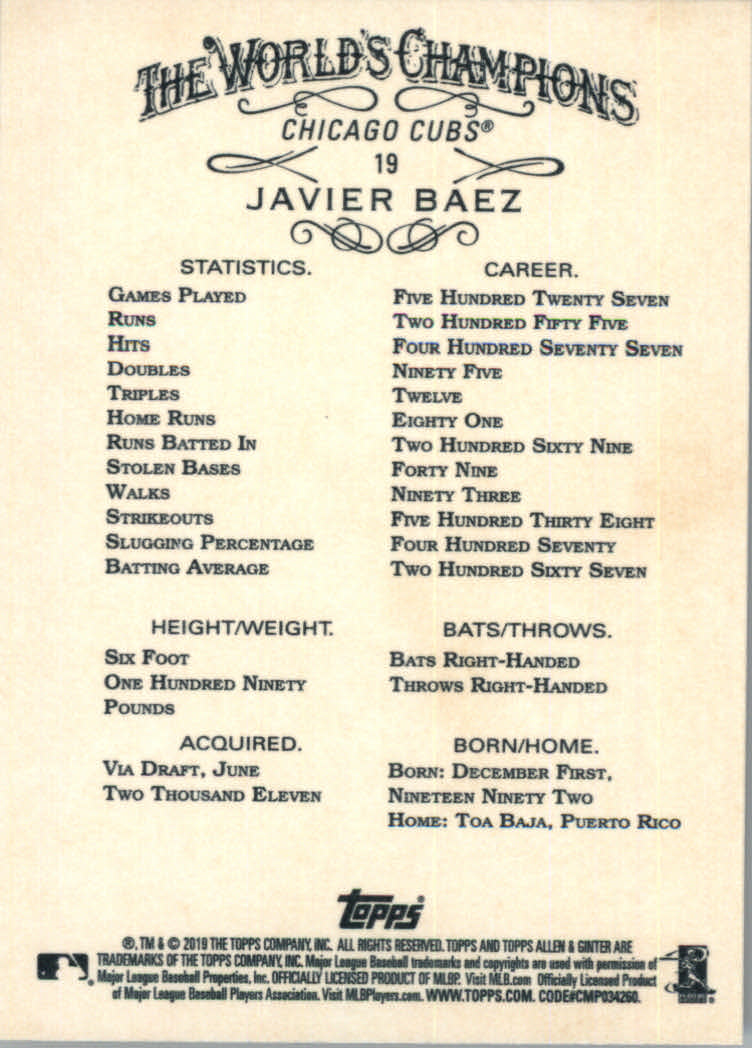 THE WORLD'S CHAMPIONS
CHICAGO CUBS®
19
JAVIER BAEZ
STATISTICS. CAREER.
GAMES PLAYED FIVE HUNDRED TWENTY SEVEN
RUNS TWO HUNDRED FIFTY FIVE
HITS FOUR HUNDRED SEVENTY SEVEN
DOUBLES NINETY FIVE
TRIPLES TWELVE
HOME RUNS EIGHTY ONE
RUNS BATTED IN TWO HUNDRED SIXTY NINE
STOLEN BASES FORTY NINE
WALKS NINETY THREE
STRIKEOUTS FIVE HUNDRED THIRTY EIGHT
SLUGGING PERCENTAGE FOUR HUNDRED SEVENTY
BATTING AVERAGE TWO HUNDRED SIXTY SEVEN
HEIGHT/WEIGHT.
SIX FOOT
ONE HUNDRED NINETY
POUNDS
BATS/THROWS.
BATS RIGHT-HANDED
THROWS RIGHT-HANDED
ACQUIRED.
VIA DRAFT, JUNE
TWO THOUSAND ELEVEN
BORN/HOME.
BORN: DECEMBER FIRST,
NINETEEN NINETY TWO
HOME: TOA BAJA, PUERTO RICO
topps®
®, TM & © 2019 THE TOPPS COMPANY, INC. ALL RIGHTS RESERVED. TOPPS AND TOPPS ALLEN & GINTER ARE
TRADEMARKS OF THE TOPPS COMPANY, INC. Major League Baseball trademarks and copyrights are used with permission of
Major League Baseball Properties, Inc. OFFICIALLY LICENSED PRODUCT OF MLBP. Visit MLB.com Officially Licensed Product
of Major League Baseball Players Association. Visit MLBPlayers.com. WWW.TOPPS.COM. CODE#CMP034260.